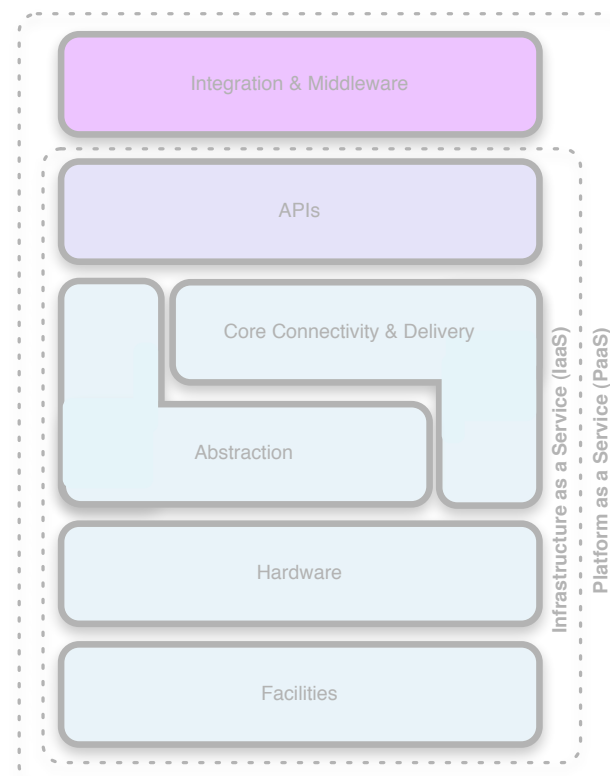 Integration & Middleware
APIs
Core Connectivity & Delivery
Abstraction
Hardware
Facilities
Infrastructure as a Service (IaaS)
Platform as a Service (PaaS)